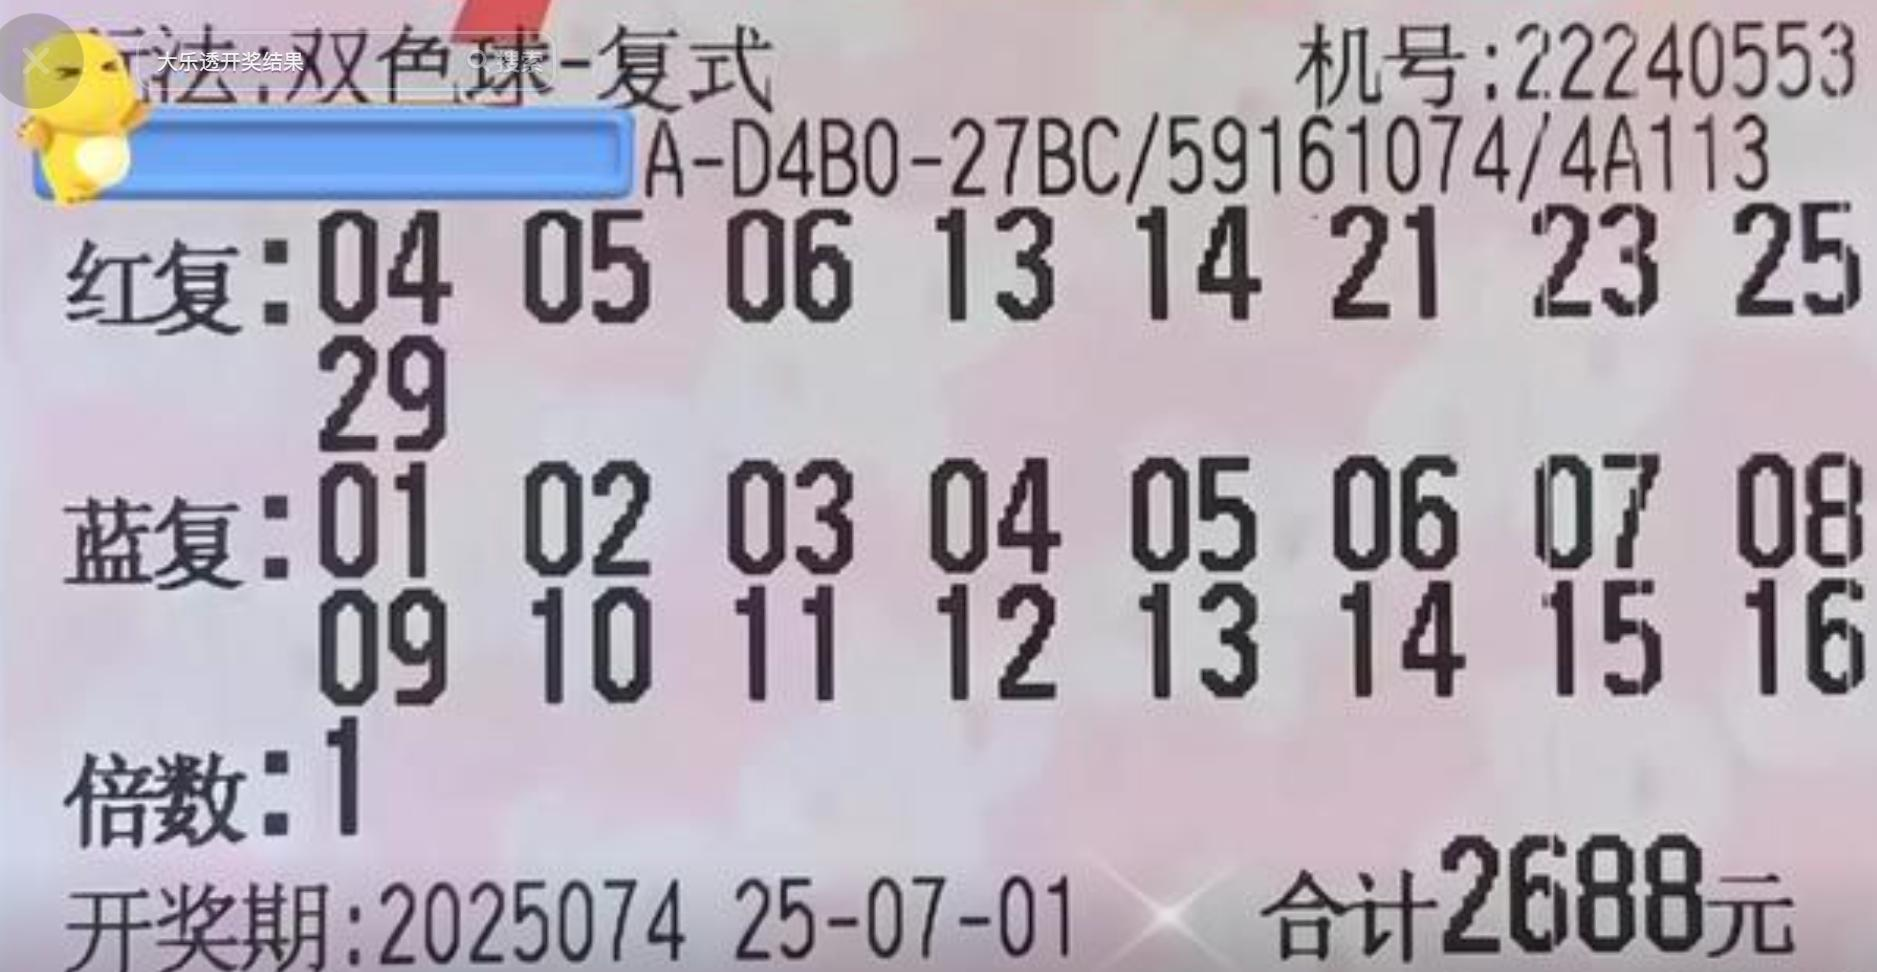 玩法:双色球-复式
大乐透开奖结果
搜索
机号:22240553
A-D4B0-27BC/59161074/4A113
红复:04 05 06 13 14 21 23 25
29
蓝复:01 02 03 04 05 06 07 08
09 10 11 12 13 14 15 16
倍数:1
开奖期:2025074 25-07-01
合计2688元